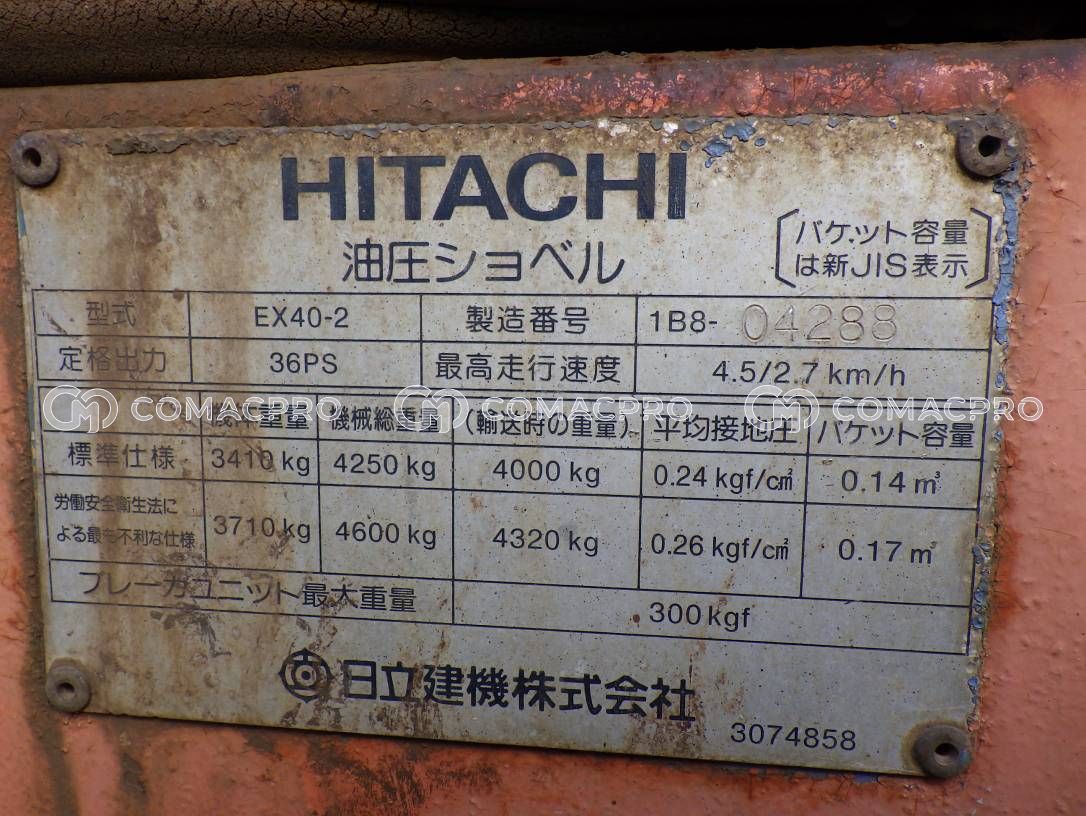 HITACHI
油圧ショベル
バケット容量
は新JIS表示
型式 EX40-2 製造番号 1B8-04288
定格出力 36PS 最高走行速度 4.5/2.7 km/h
COMACPRO COMACPRO COMACPRO
機体重量 機械総重量 (輸送時の重量) 平均接地圧 バケット容量
標準仕様 3410 kg 4250 kg 4000 kg 0.24 kgf/c㎡ 0.14 m³
労働安全衛生法に
よる最も不利な仕様 3710 kg 4600 kg 4320 kg 0.26 kgf/c㎡ 0.17 m³
ブレーカユニット最大重量 300 kgf
日立建機株式会社
3074858